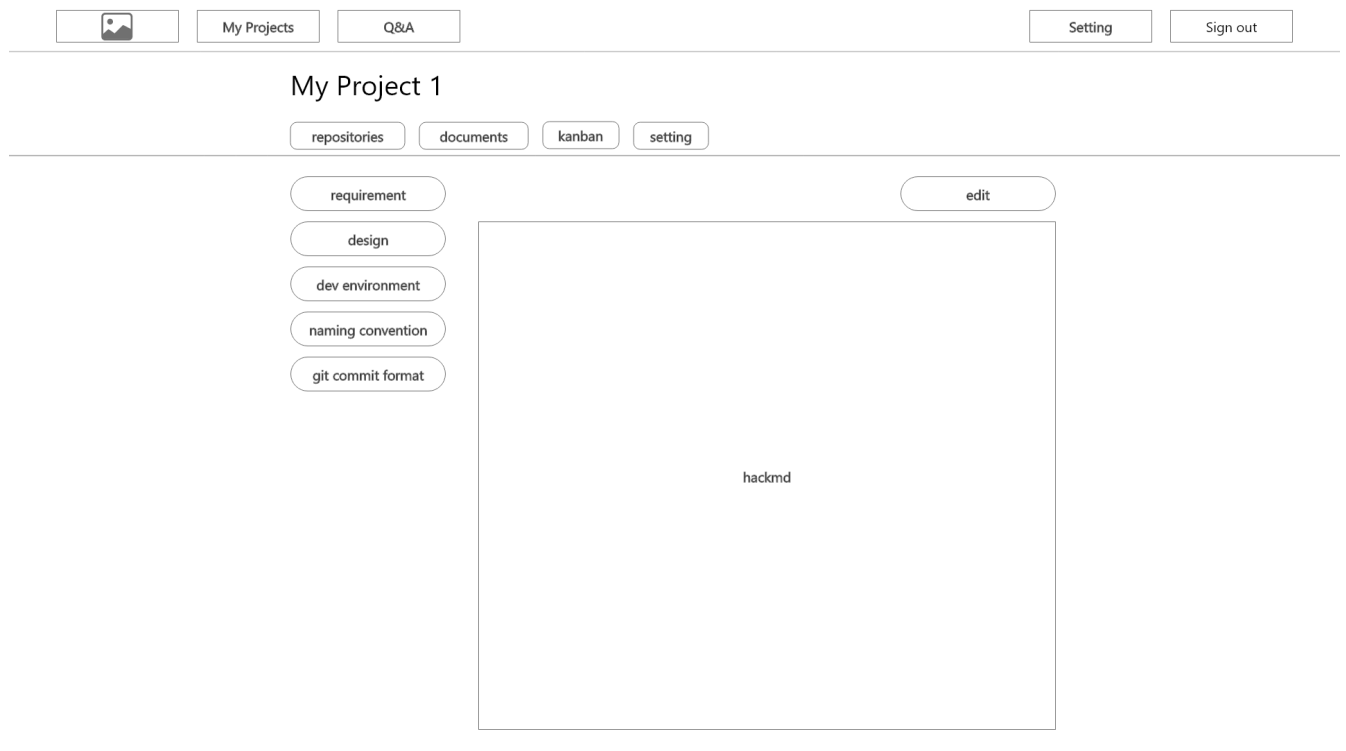 My Projects
Q&A
Setting
Sign out
My Project 1
repositories
documents
kanban
setting
requirement
edit
design
dev environment
naming convention
git commit format
hackmd